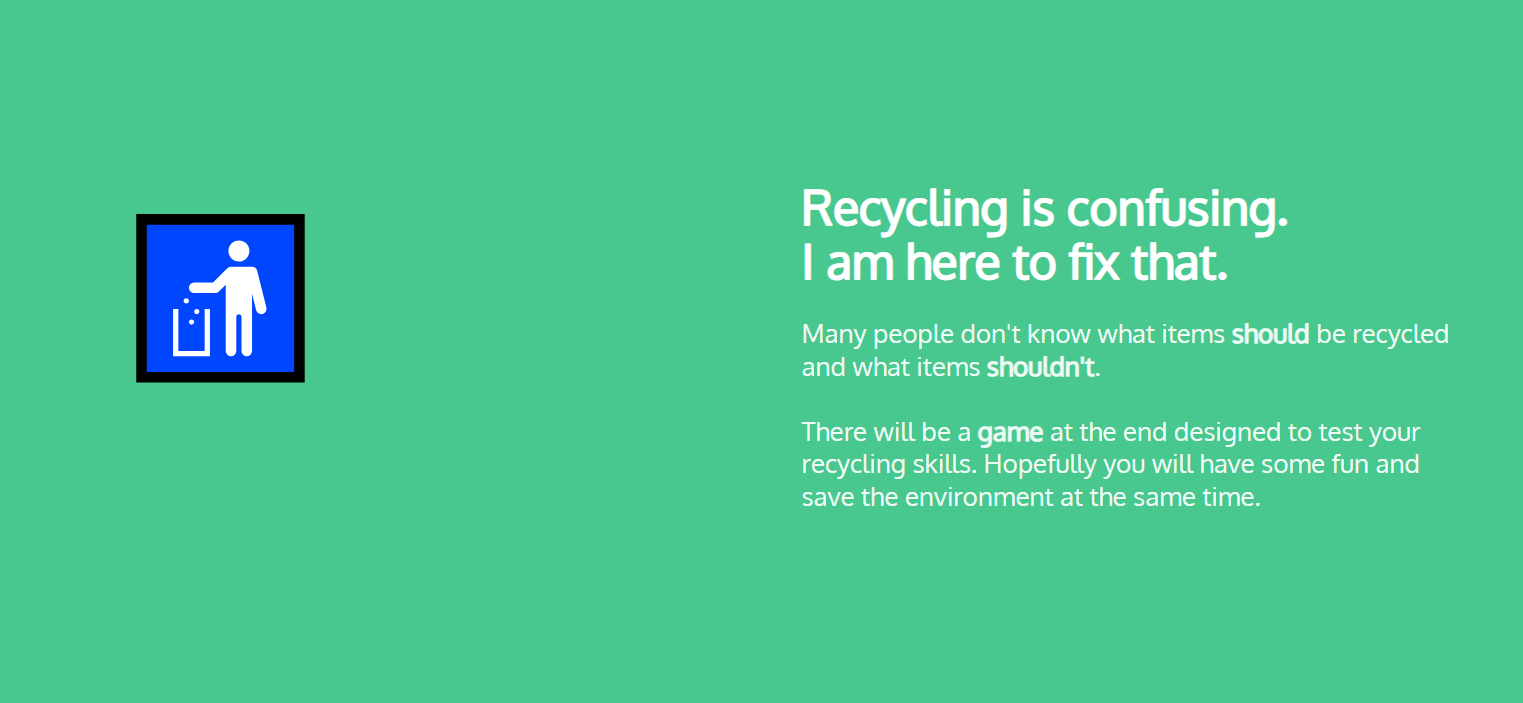 Recycling is confusing.
I am here to fix that.
Many people don't know what items should be recycled
and what items shouldn't.
There will be a game at the end designed to test your
recycling skills. Hopefully you will have some fun and
save the environment at the same time.